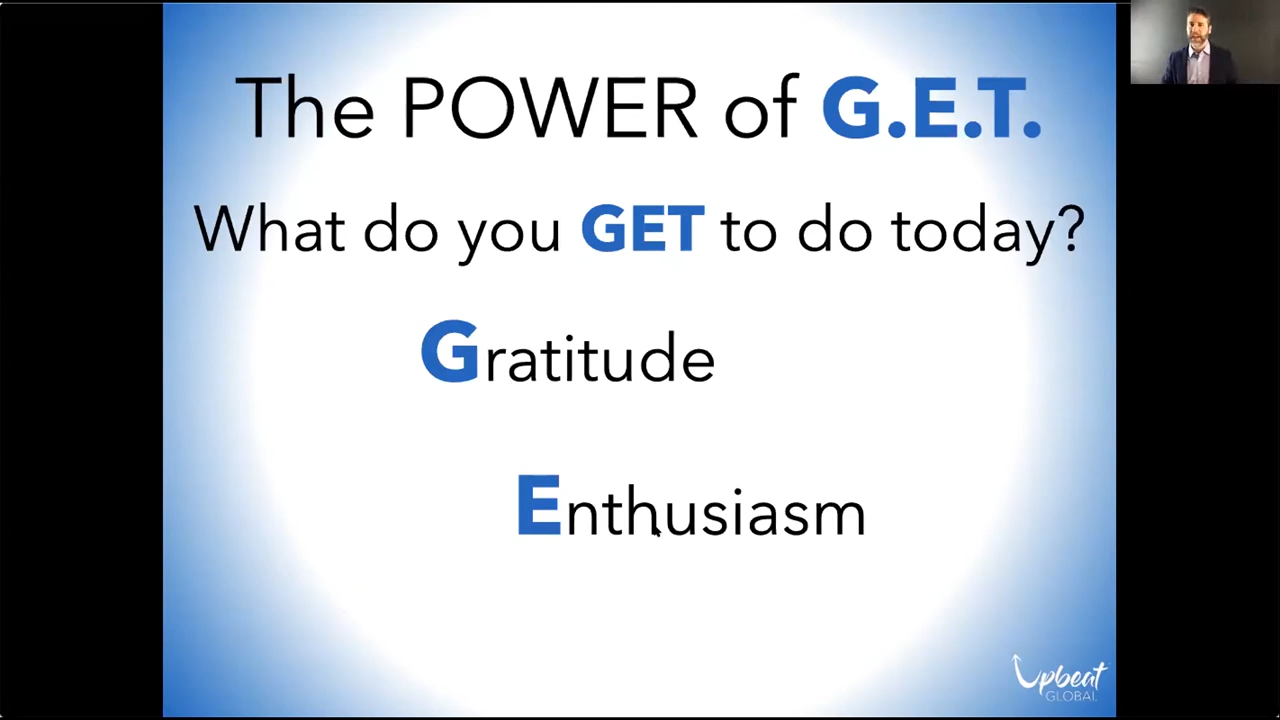 The POWER of G.E.T.
What do you GET to do today?
Gratitude
Enthusiasm
Upbeat
GLOBAL